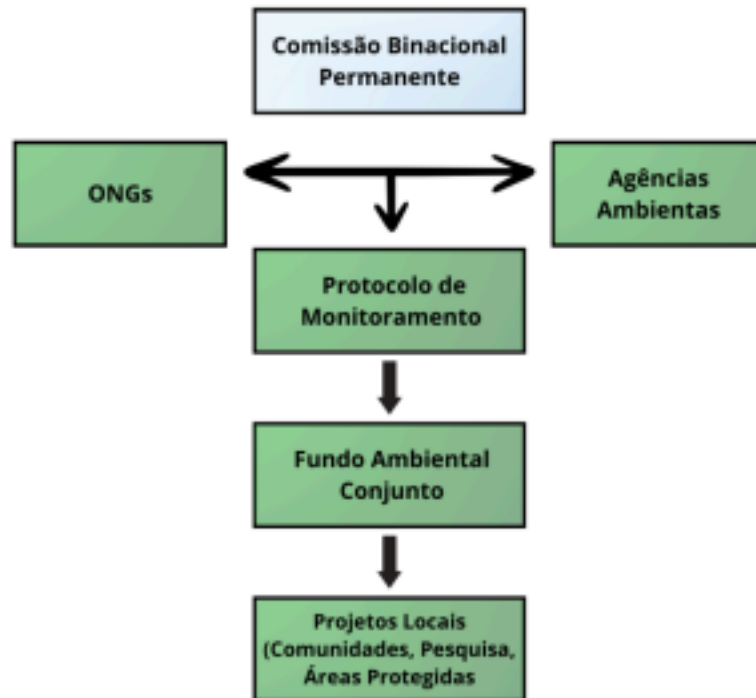 Comissão Binacional
Permanente
ONGs
Agências
Ambientas
Protocolo de
Monitoramento
Fundo Ambiental
Conjunto
Projetos Locais
(Comunidades, Pesquisa,
Áreas Protegidas